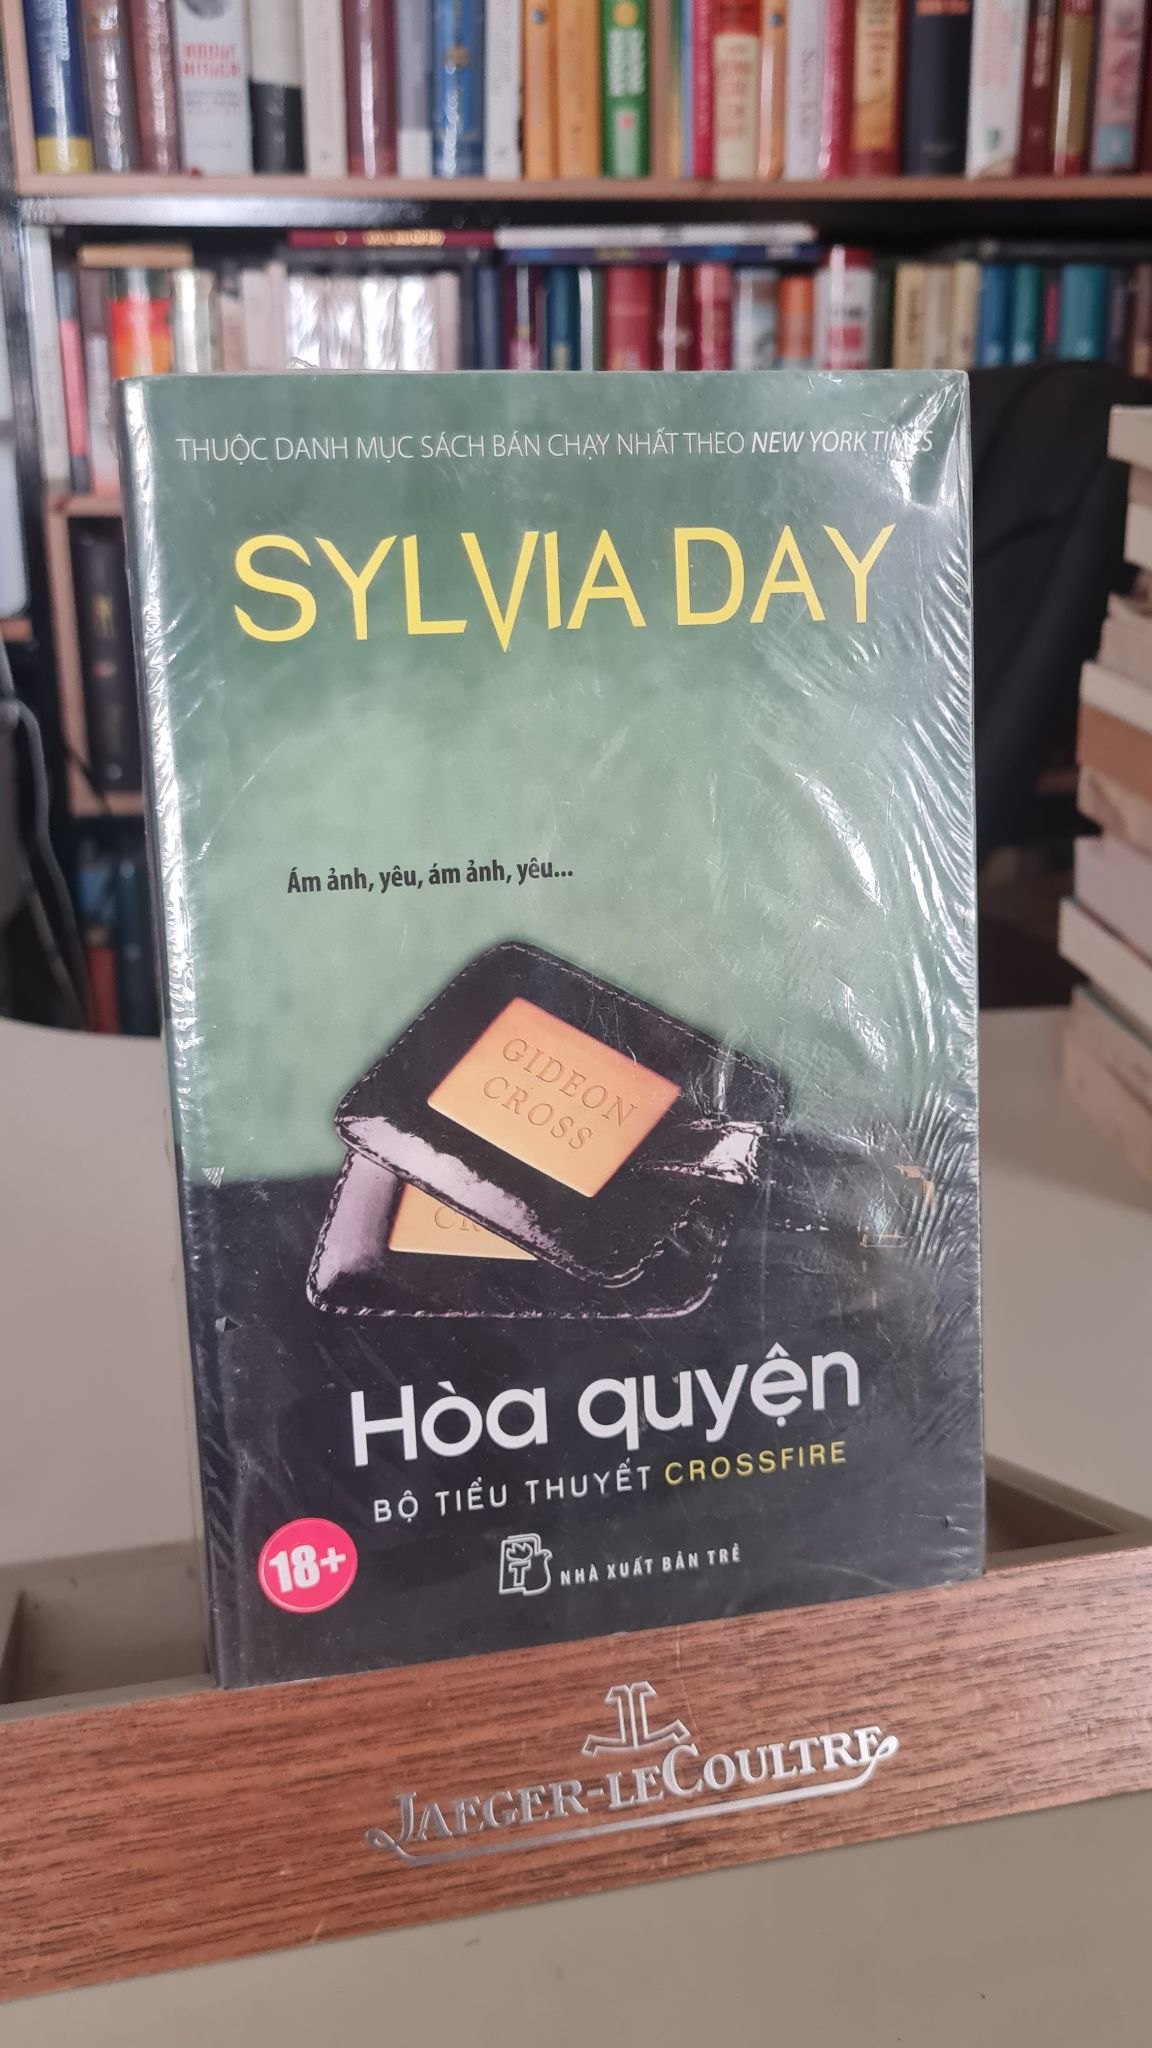 THUỘC DANH MỤC SÁCH BÁN CHẠY NHẤT THEO NEW YORK TIMES
SYLVIA DAY
Ám ảnh, yêu, ám ảnh, yêu...
GIDEON
CROSS
CR
Hòa quyện
BỘ TIỂU THUYẾT CROSSFIRE
18+
NHÀ XUẤT BẢN TRẺ
JAEGER-LECOULTRE